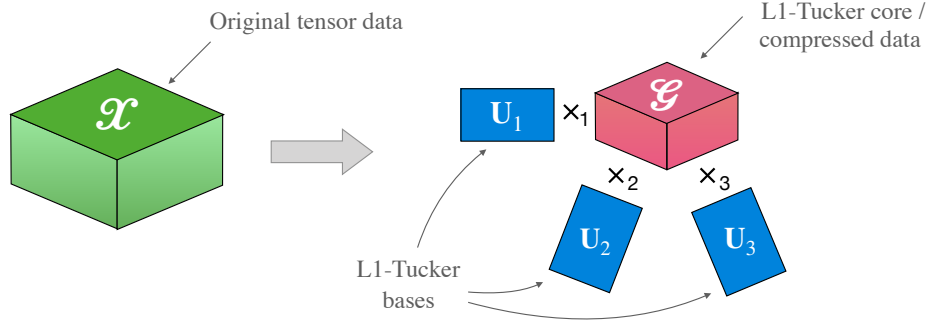 Original tensor data
L1-Tucker core /
compressed data
𝒳
𝒢
U₁
×₁
×₂
×₃
U₂
U₃
L1-Tucker
bases